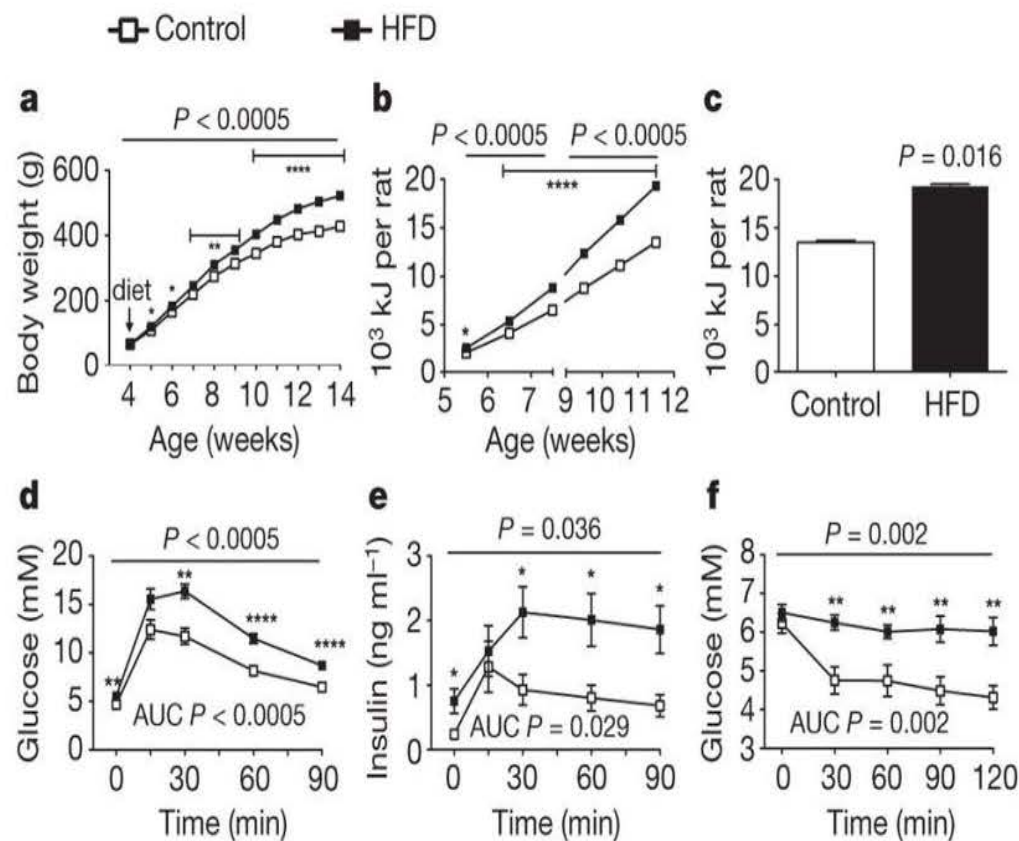 Control HFD
a
P < 0.0005
****
**
*
*
diet
Body weight (g)
600
400
200
0
4 6 8 10 12 14
Age (weeks)
b
P < 0.0005 P < 0.0005
****
*
10³ kJ per rat
20
15
10
5
0
5 6 7 8 9 10 11 12
Age (weeks)
c
P = 0.016
10³ kJ per rat
20
15
10
5
0
Control HFD
d
P < 0.0005
** ** **** ****
AUC P < 0.0005
Glucose (mM)
20
15
10
5
0
0 30 60 90
Time (min)
e
P = 0.036
* * * *
AUC P = 0.029
Insulin (ng ml⁻¹)
3
2
1
0
0 30 60 90
Time (min)
f
P = 0.002
** ** ** **
AUC P = 0.002
Glucose (mM)
8
7
6
5
4
3
0 30 60 90 120
Time (min)